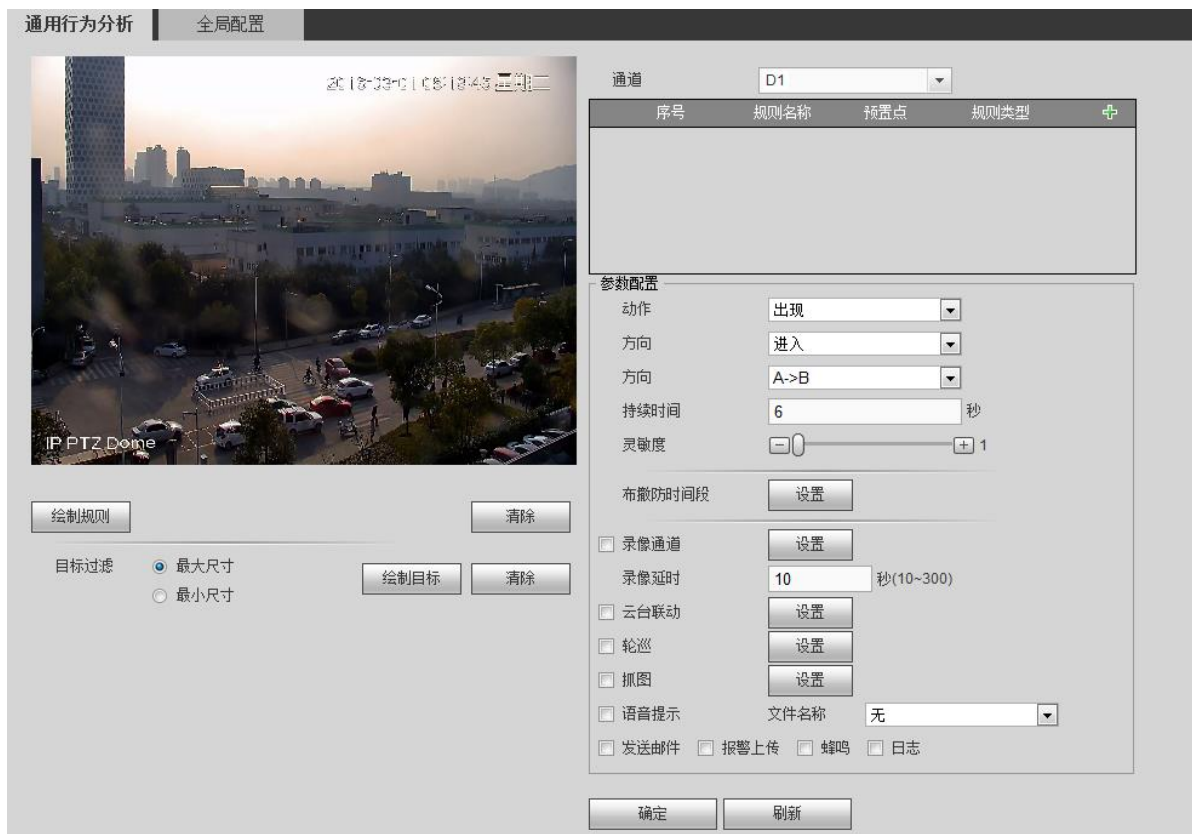 通用行为分析 全局配置
星期二
IP PTZ Dome
绘制规则 清除
目标过滤 最大尺寸 绘制目标 清除
最小尺寸
通道 D1
序号 规则名称 预置点 规则类型
参数配置
动作 出现
方向 进入
方向 A->B
持续时间 6 秒
灵敏度 1
布撤防时间段 设置
录像通道 设置
录像延时 10 秒(10~300)
云台联动 设置
轮巡 设置
抓图 设置
语音提示 文件名称 无
发送邮件 报警上传 蜂鸣 日志
确定 刷新